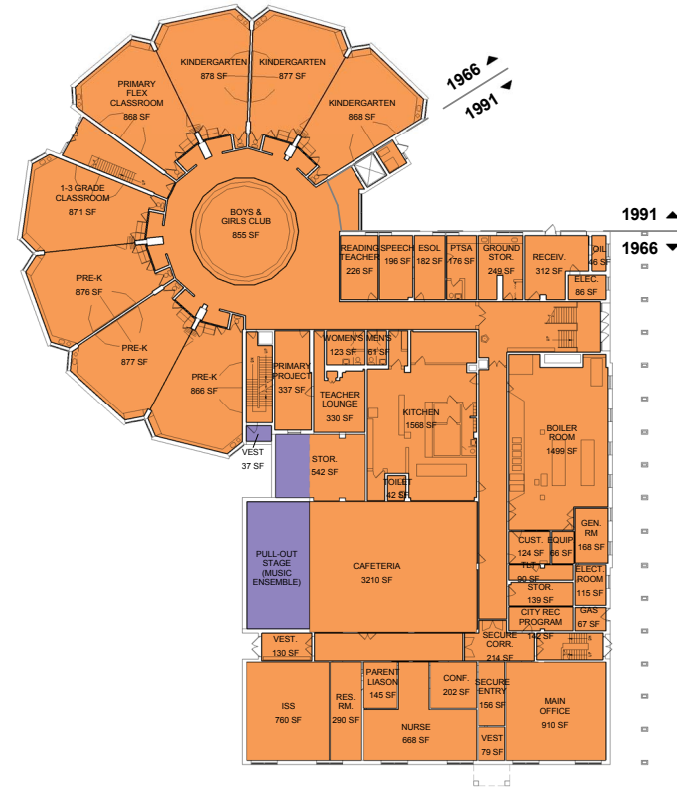 KINDERGARTEN
878 SF
KINDERGARTEN
877 SF
1966
1991
PRIMARY
FLEX
CLASSROOM
868 SF
KINDERGARTEN
868 SF
1-3 GRADE
CLASSROOM
871 SF
BOYS &
GIRLS CLUB
855 SF
1991
1966
READING
TEACHER
226 SF
SPEECH
196 SF
ESOL
182 SF
PTSA
176 SF
GROUND
STOR.
249 SF
RECEIV.
312 SF
OIL
46 SF
ELEC.
86 SF
PRE-K
876 SF
PRE-K
877 SF
PRE-K
866 SF
WOMEN'S
123 SF
MEN'S
61 SF
PRIMARY
PROJECT
337 SF
TEACHER
LOUNGE
330 SF
KITCHEN
1568 SF
BOILER
ROOM
1499 SF
VEST
37 SF
STOR.
542 SF
TOILET
42 SF
GEN.
RM
168 SF
CUST.
124 SF
EQUIP
66 SF
PULL-OUT
STAGE
(MUSIC
ENSEMBLE)
CAFETERIA
3210 SF
TLT
90 SF
ELECT.
ROOM
115 SF
STOR.
139 SF
CITY REC
PROGRAM
142 SF
GAS
67 SF
VEST.
130 SF
SECURE
CORR.
214 SF
PARENT
LIASON
145 SF
CONF.
202 SF
SECURE
ENTRY
156 SF
ISS
760 SF
RES.
RM.
290 SF
NURSE
668 SF
MAIN
OFFICE
910 SF
VEST
79 SF